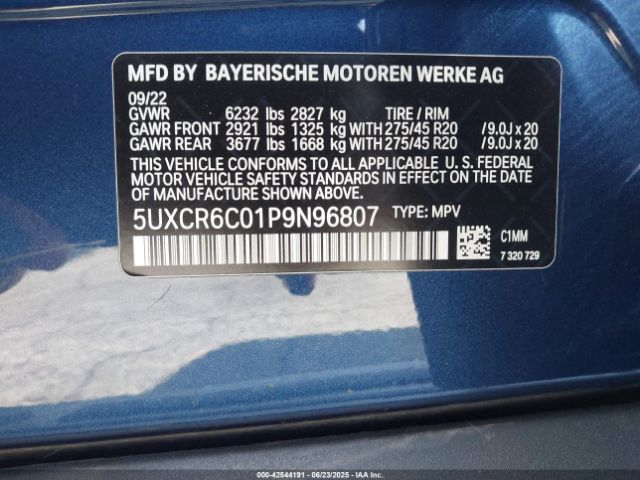 MFD BY BAYERISCHE MOTOREN WERKE AG
09/22
GVWR 6232 lbs 2827 kg TIRE / RIM
GAWR FRONT 2921 lbs 1325 kg WITH 275/45 R20 / 9.0J x 20
GAWR REAR 3677 lbs 1668 kg WITH 275/45 R20 / 9.0J x 20
THIS VEHICLE CONFORMS TO ALL APPLICABLE U. S. FEDERAL
MOTOR VEHICLE SAFETY STANDARDS IN EFFECT ON THE DATE
OF MANUFACTURE SHOWN ABOVE.
5UXCR6C01P9N96807 TYPE: MPV
C1MM
7 320 729
000-42544191 - 06/23/2025 - IAA Inc.